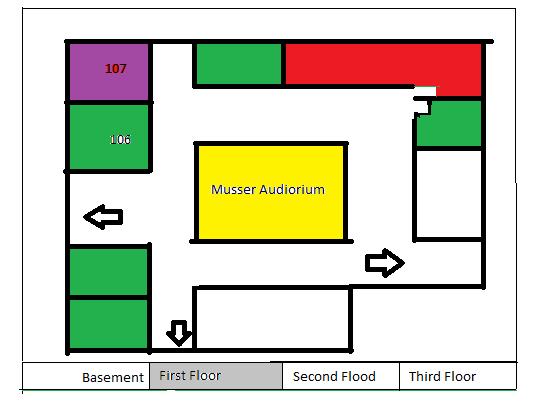 107
106
Musser Audiorium
Basement
First Floor
Second Flood
Third Floor